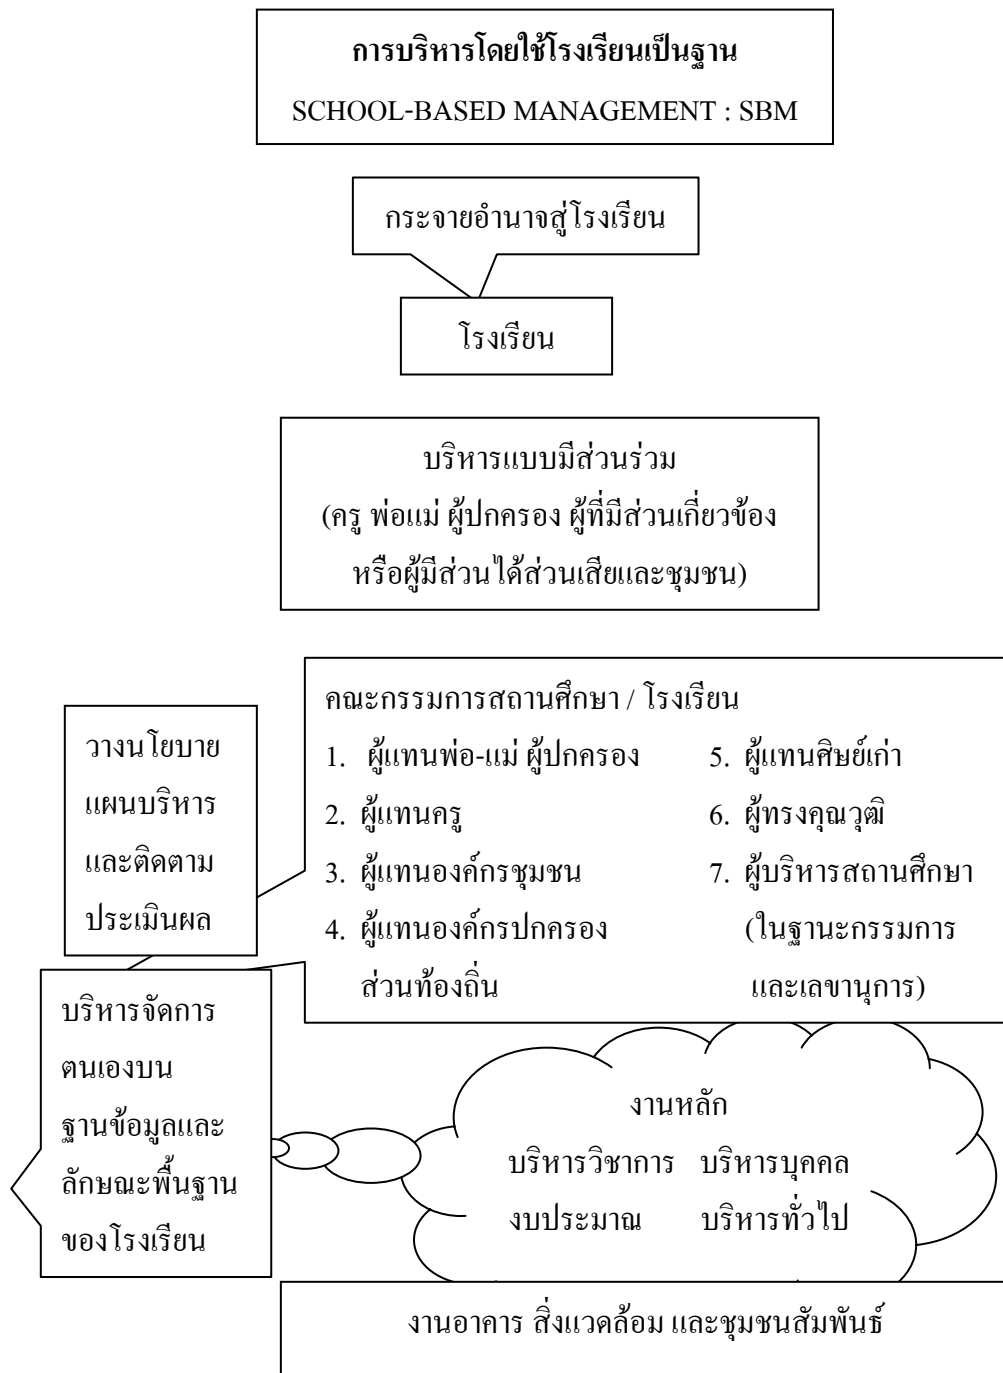 การบริหารโดยใช้โรงเรียนเป็นฐาน
SCHOOL-BASED MANAGEMENT : SBM
กระจายอำนาจสู่โรงเรียน
โรงเรียน
บริหารแบบมีส่วนร่วม
(ครู พ่อแม่ ผู้ปกครอง ผู้ที่มีส่วนเกี่ยวข้อง
หรือผู้มีส่วนได้ส่วนเสียและชุมชน)
วางนโยบาย
แผนบริหาร
และติดตาม
ประเมินผล
คณะกรรมการสถานศึกษา / โรงเรียน
1. ผู้แทนพ่อ-แม่ ผู้ปกครอง
2. ผู้แทนครู
3. ผู้แทนองค์กรชุมชน
4. ผู้แทนองค์กรปกครอง
ส่วนท้องถิ่น
5. ผู้แทนศิษย์เก่า
6. ผู้ทรงคุณวุฒิ
7. ผู้บริหารสถานศึกษา
(ในฐานะกรรมการ
และเลขานุการ)
บริหารจัดการ
ตนเองบน
ฐานข้อมูลและ
ลักษณะพื้นฐาน
ของโรงเรียน
งานหลัก
บริหารวิชาการ บริหารบุคคล
งบประมาณ บริหารทั่วไป
งานอาคาร สิ่งแวดล้อม และชุมชนสัมพันธ์